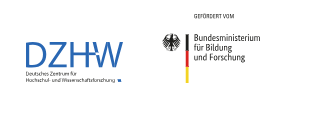 GEFÖRDERT VOM
DZHW
Deutsches Zentrum für
Hochschul- und Wissenschaftsforschung
Bundesministerium
für Bildung
und Forschung